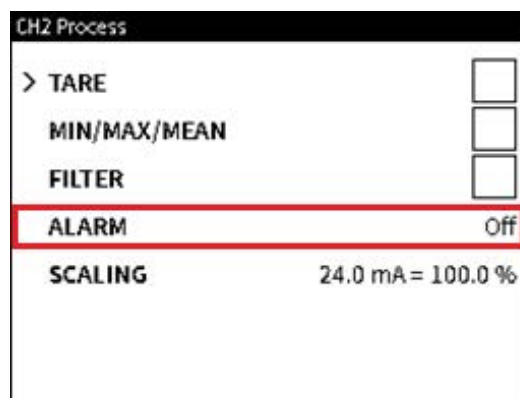 CH2 Process
> TARE
MIN/MAX/MEAN
FILTER
ALARM Off
SCALING 24.0 mA = 100.0 %